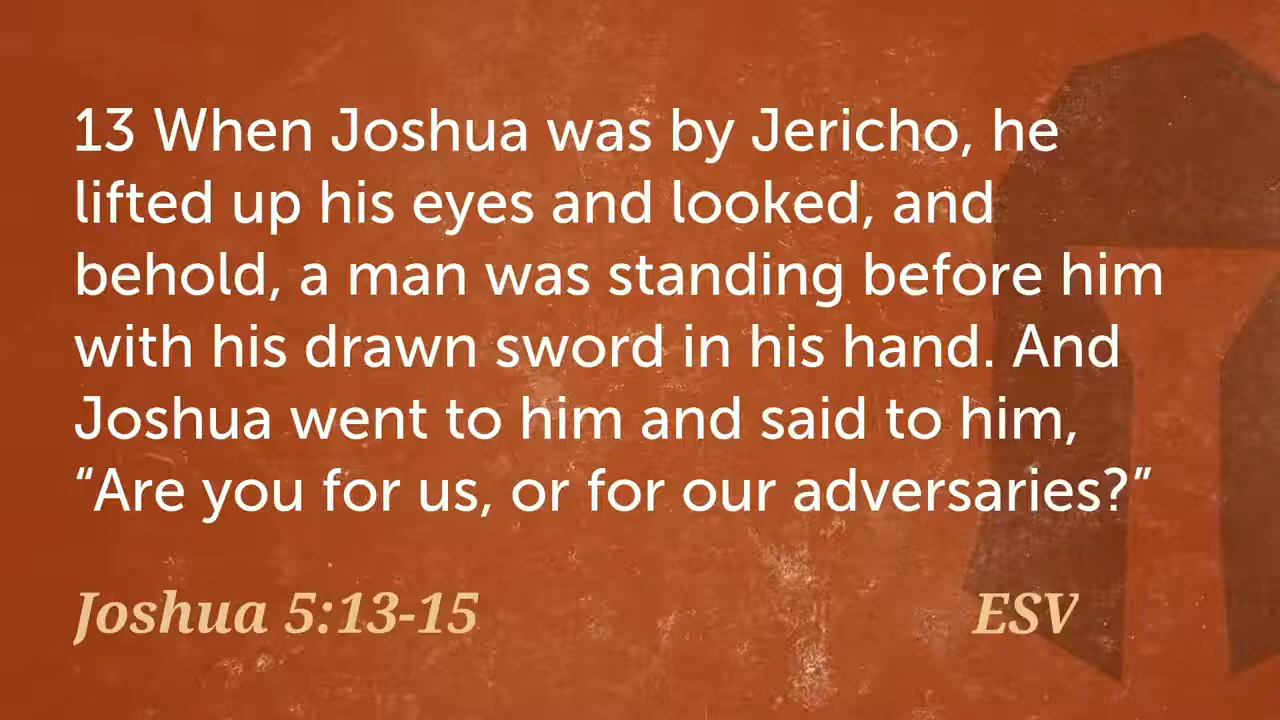 13 When Joshua was by Jericho, he
lifted up his eyes and looked, and
behold, a man was standing before him
with his drawn sword in his hand. And
Joshua went to him and said to him,
“Are you for us, or for our adversaries?”
Joshua 5:13-15 ESV